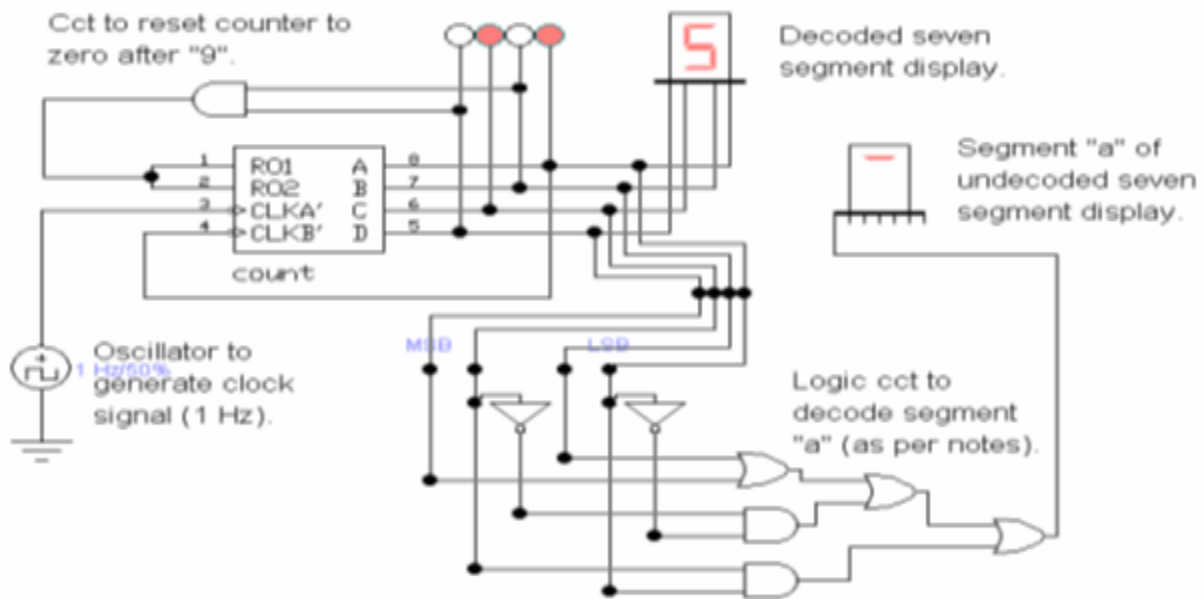 Cct to reset counter to
zero after "9".
Decoded seven
segment display.
Segment "a" of
undecoded seven
segment display.
1 RO1 A 8
2 RO2 B 7
3 CLKA' C 6
4 CLKB' D 5
count
5
MSB
LSB
Oscillator to
1 Hz/50%
generate clock
signal (1 Hz).
Logic cct to
decode segment
"a" (as per notes).